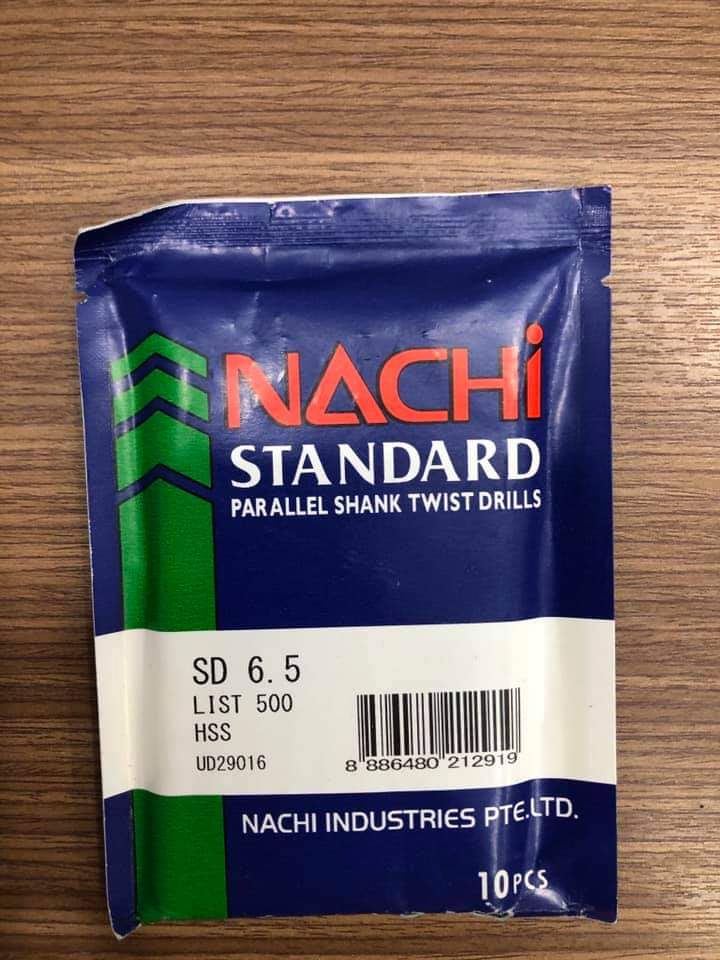 NACHi
STANDARD
PARALLEL SHANK TWIST DRILLS
SD 6.5
LIST 500
HSS
UD29016
8 886480 212919
NACHI INDUSTRIES PTE.LTD.
10PCS